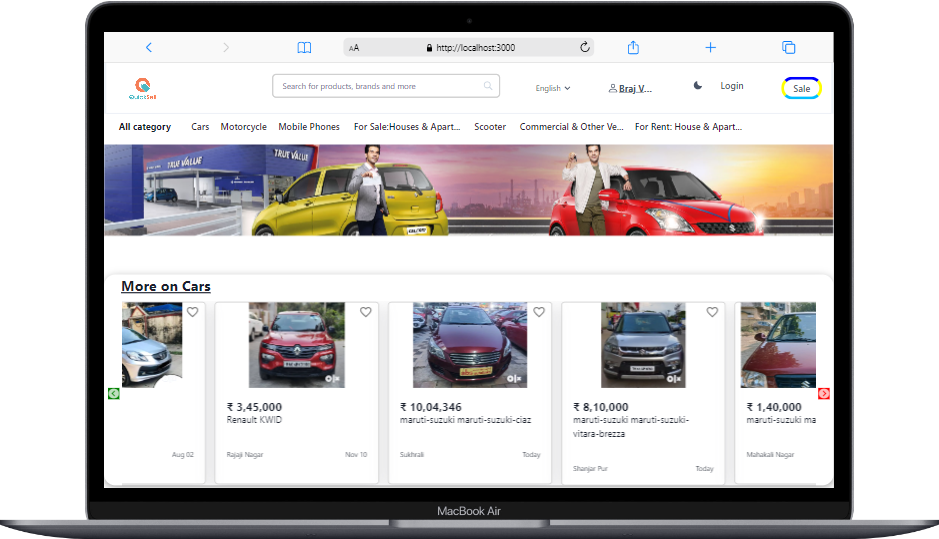 AA http://localhost:3000
QuickSell
Search for products, brands and more
English
Braj V...
Login
Sale
All category Cars Motorcycle Mobile Phones For Sale:Houses & Apart... Scooter Commercial & Other Ve... For Rent: House & Apart...
TRUE VALUE TRUE VALUE
More on Cars
olx olx olx
₹ 3,45,000 ₹ 10,04,346 ₹ 8,10,000 ₹ 1,40,000
Renault KWID maruti-suzuki maruti-suzuki-ciaz maruti-suzuki maruti-suzuki- maruti-suzuki ma
vitara-brezza
Aug 02 Rajaji Nagar Nov 10 Sukhrali Today Mahakali Nagar
Shanjar Pur Today
MacBook Air